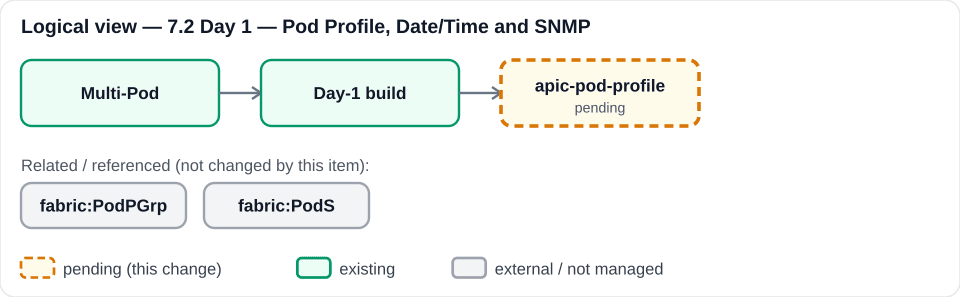 Logical view — 7.2 Day 1 — Pod Profile, Date/Time and SNMP
Multi-Pod
Day-1 build
apic-pod-profile
pending
Related / referenced (not changed by this item):
fabric:PodPGrp
fabric:PodS
pending (this change)
existing
external / not managed